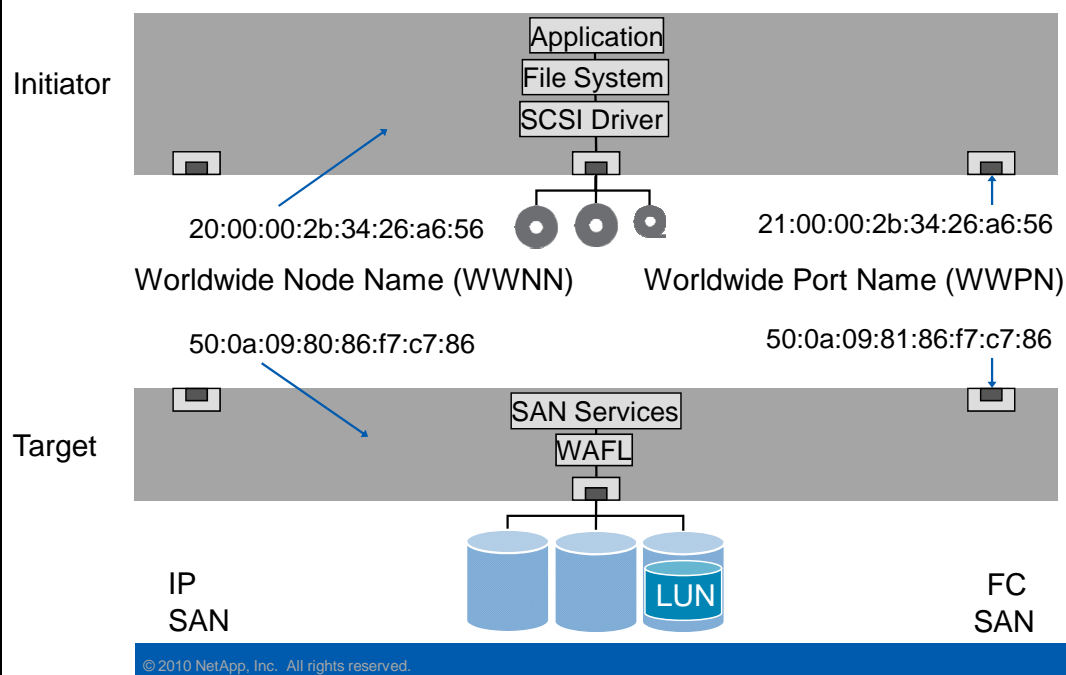 Application
Initiator
File System
SCSI Driver
20:00:00:2b:34:26:a6:56
21:00:00:2b:34:26:a6:56
Worldwide Node Name (WWNN)
Worldwide Port Name (WWPN)
50:0a:09:80:86:f7:c7:86
50:0a:09:81:86:f7:c7:86
SAN Services
Target
WAFL
LUN
IP
SAN
FC
SAN
© 2010 NetApp, Inc. All rights reserved.